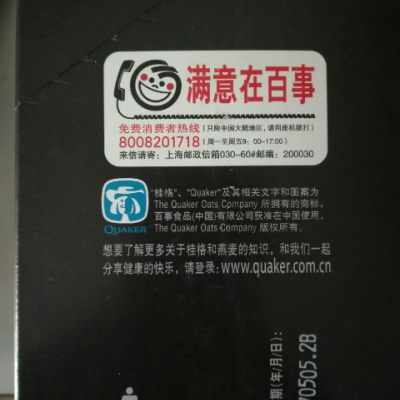 满意在百事
免费消费者热线(只限中国大陆地区,请用座机拨打)
8008201718(周一至周五9:00-17:00)
来信请寄:上海邮政信箱030-60#邮编:200030
"桂格"、"Quaker"及其相关文字和图案为
The Quaker Oats Company 所拥有的商标,
百事食品(中国)有限公司获准在中国使用,
The Quaker Oats Company 版权所有。
QUAKER
想要了解更多关于桂格和燕麦的知识,和我们一起
分享健康的快乐,请登录:www.quaker.com.cn
期(年/月/日):
70505.2B